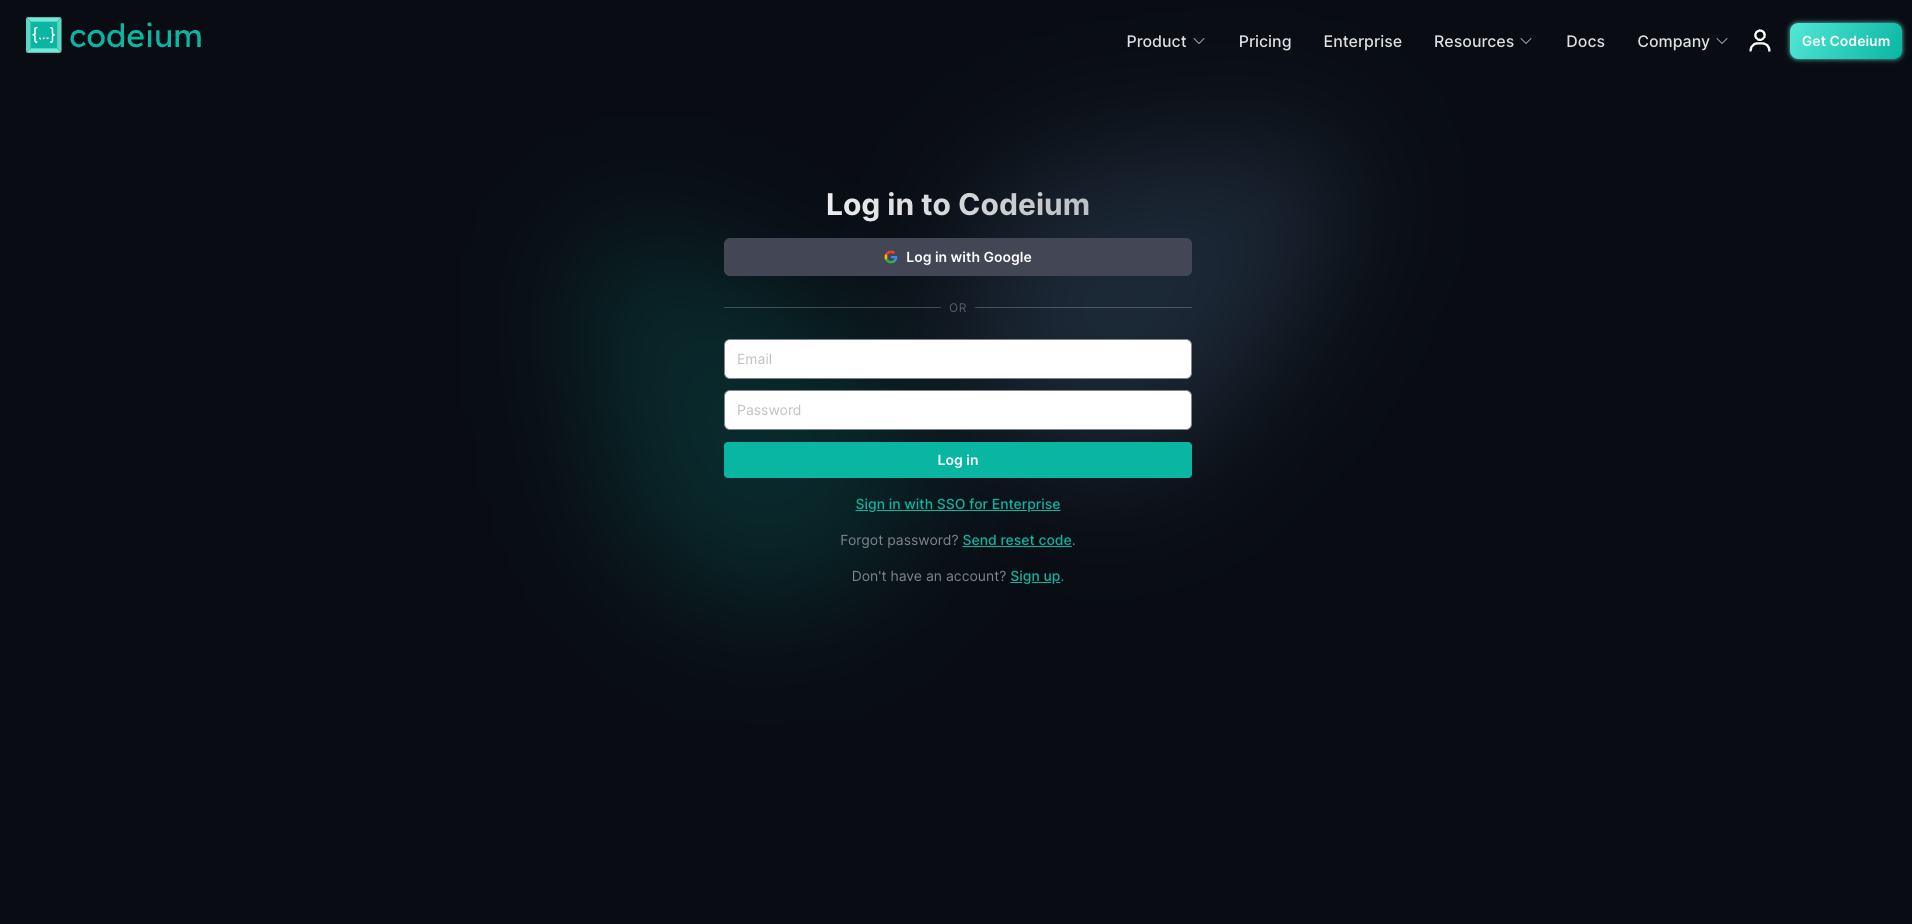 {...} codeium
Product Pricing Enterprise Resources Docs Company Get Codeium
Log in to Codeium
Log in with Google
OR
Email
Password
Log in
Sign in with SSO for Enterprise
Forgot password? Send reset code.
Don't have an account? Sign up.